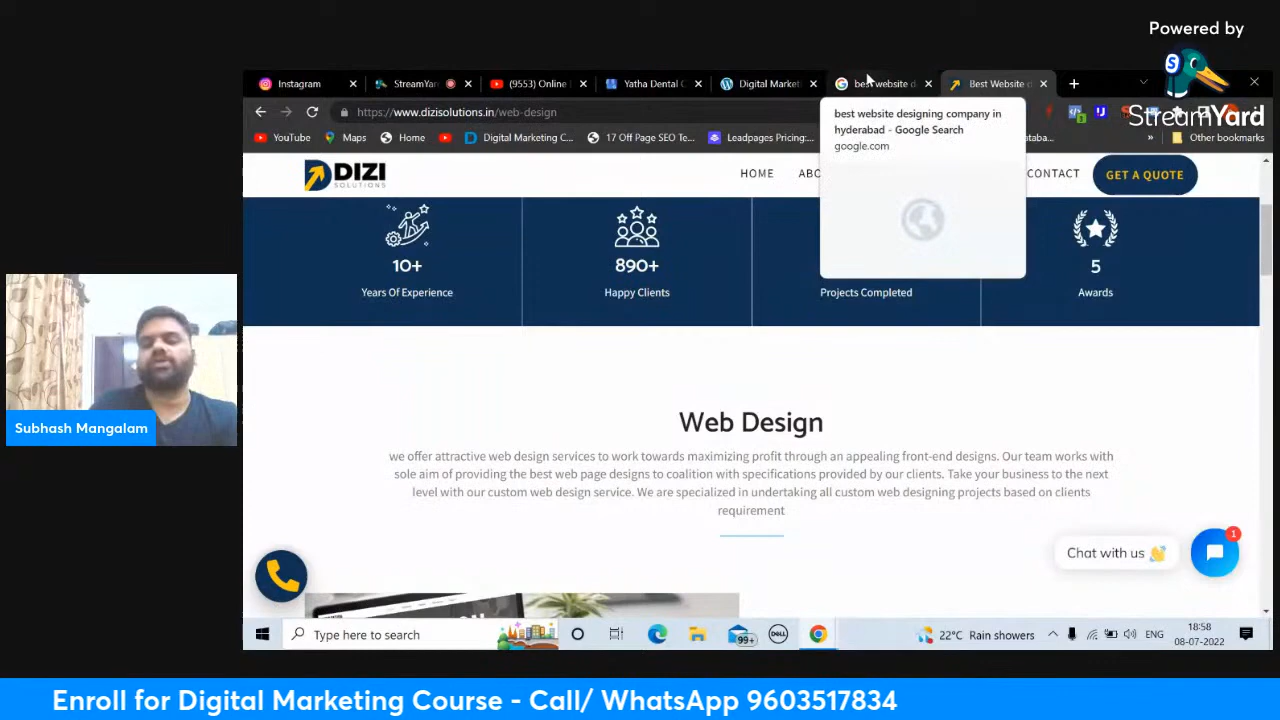 Powered by
StreamYard
Instagram
StreamYar
(9553) Online
Yatha Dental C
Digital Market
best website d
Best Website d
https://www.dizisolutions.in/web-design
best website designing company in
hyderabad - Google Search
google.com
YouTube
Maps
Home
Digital Marketing C...
17 Off Page SEO Te...
Leadpages Pricing:...
Other bookmarks
DIZI
SOLUTIONS
HOME
ABO
CONTACT
GET A QUOTE
10+
890+
5
Years Of Experience
Happy Clients
Projects Completed
Awards
Web Design
we offer attractive web design services to work towards maximizing profit through an appealing front-end designs. Our team works with
sole aim of providing the best web page designs to coalition with specifications provided by our clients. Take your business to the next
level with our custom web design service. We are specialized in undertaking all custom web designing projects based on clients
requirement
Subhash Mangalam
Chat with us
1
Type here to search
99+
DELL
22°C Rain showers
ENG
18:58
08-07-2022
Enroll for Digital Marketing Course - Call/ WhatsApp 9603517834